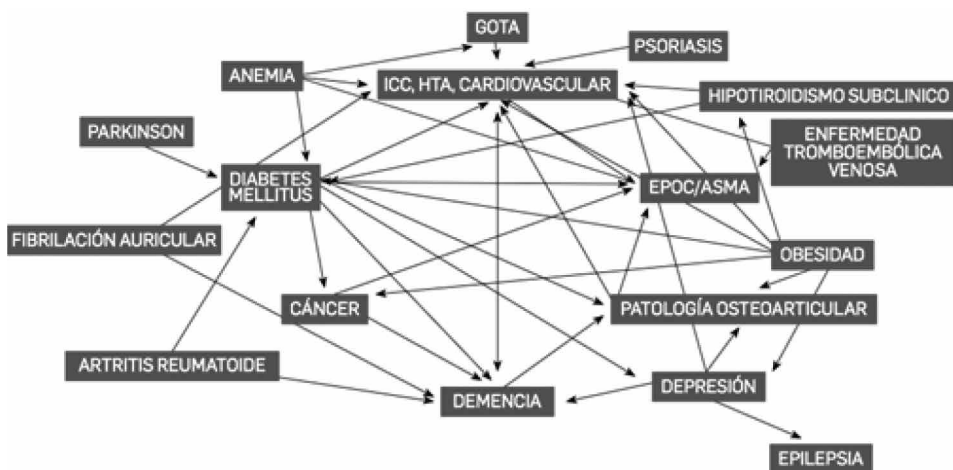 GOTA
PSORIASIS
ANEMIA
ICC, HTA, CARDIOVASCULAR
HIPOTIROIDISMO SUBCLINICO
PARKINSON
ENFERMEDAD
TROMBOEMBÓLICA
VENOSA
DIABETES
MELLITUS
EPOC/ASMA
FIBRILACIÓN AURICULAR
OBESIDAD
CÁNCER
PATOLOGÍA OSTEOARTICULAR
ARTRITIS REUMATOIDE
DEPRESIÓN
DEMENCIA
EPILEPSIA